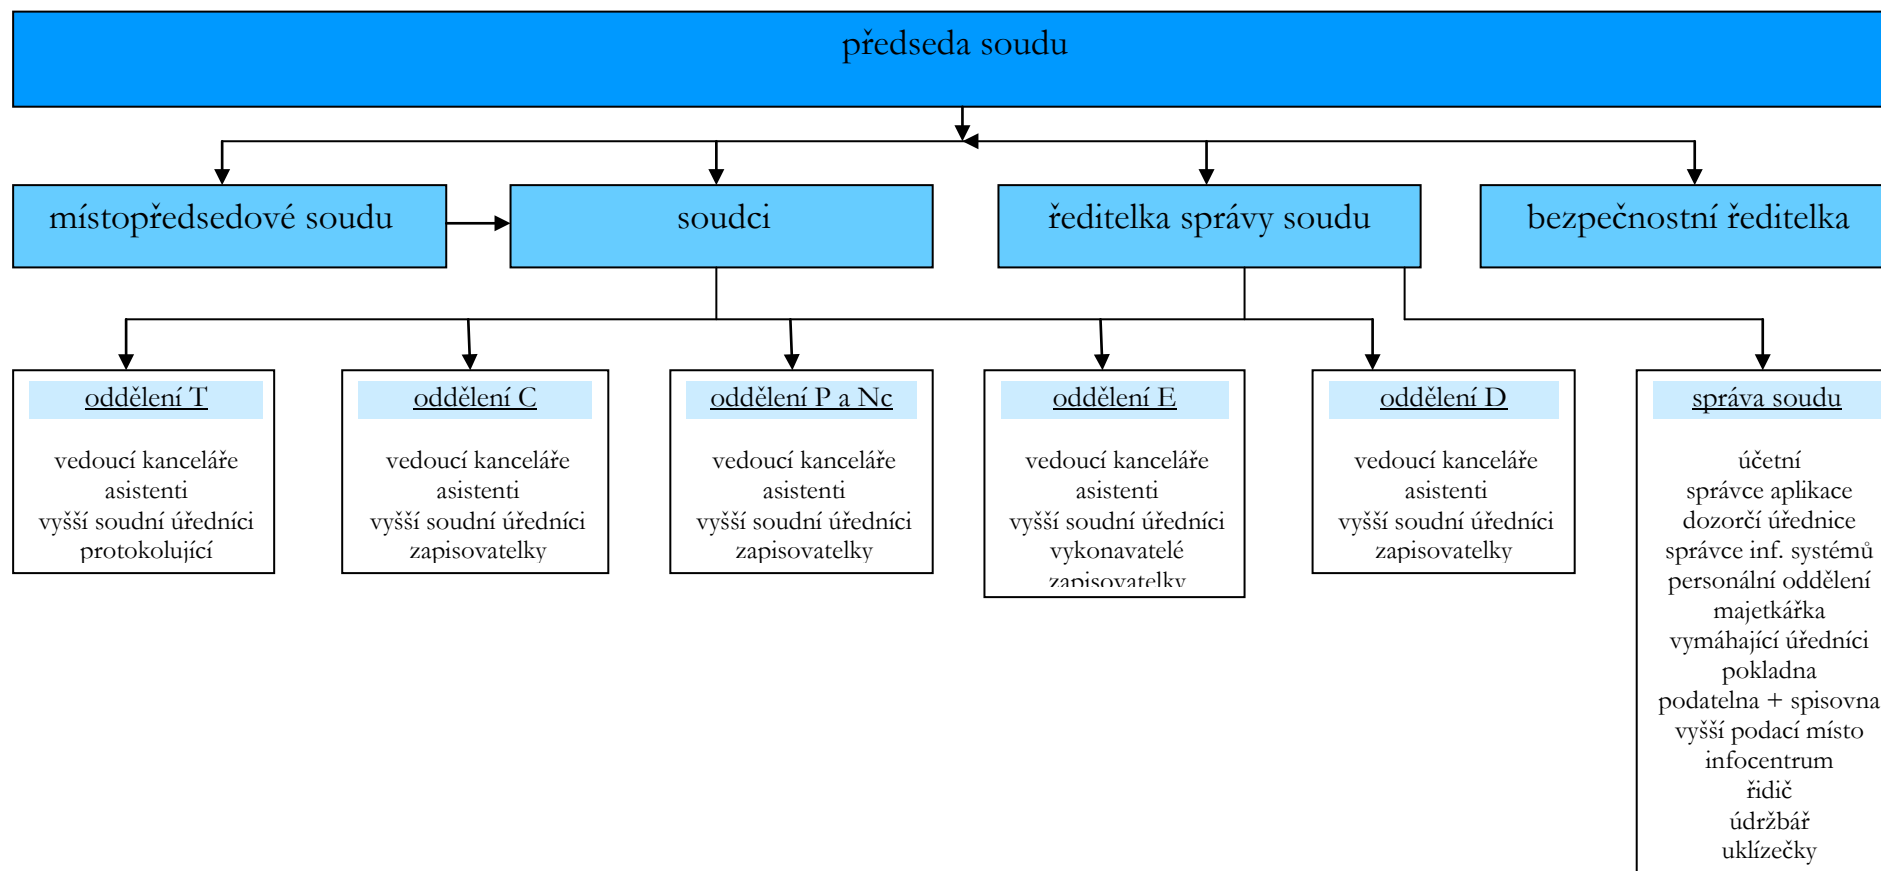 předseda soudu
místopředsedové soudu
soudci
ředitelka správy soudu
bezpečnostní ředitelka
oddělení T
vedoucí kanceláře
asistenti
vyšší soudní úředníci
protokolující
oddělení C
vedoucí kanceláře
asistenti
vyšší soudní úředníci
zapisovatelky
oddělení P a Nc
vedoucí kanceláře
asistenti
vyšší soudní úředníci
zapisovatelky
oddělení E
vedoucí kanceláře
asistenti
vyšší soudní úředníci
vykonavatelé
zapisovatelky
oddělení D
vedoucí kanceláře
asistenti
vyšší soudní úředníci
zapisovatelky
správa soudu
účetní
správce aplikace
dozorčí úřednice
správce inf. systémů
personální oddělení
majetkářka
vymáhající úředníci
pokladna
podatelna + spisovna
vyšší podací místo
infocentrum
řidič
údržbář
uklízečky